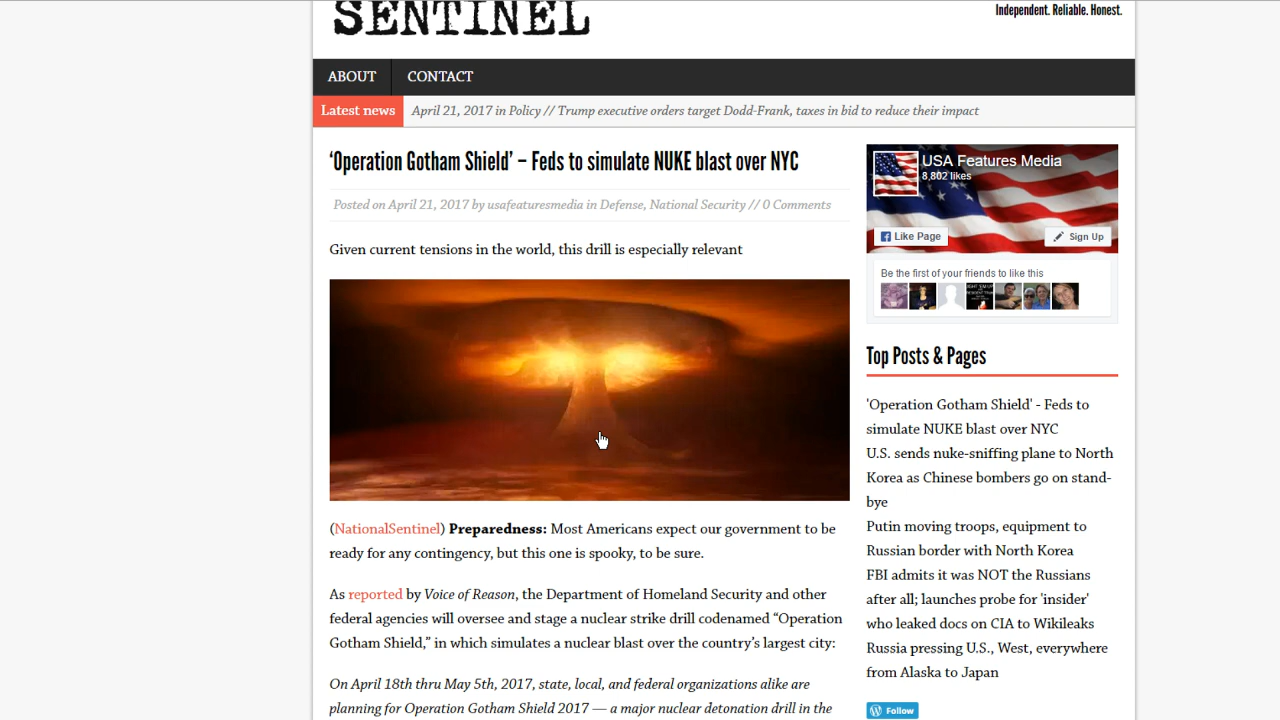 SENTINEL
Independent. Reliable. Honest.
ABOUT
CONTACT
Latest news
April 21, 2017 in Policy // Trump executive orders target Dodd-Frank, taxes in bid to reduce their impact
'Operation Gotham Shield' – Feds to simulate NUKE blast over NYC
Posted on April 21, 2017 by usafeaturesmedia in Defense, National Security // 0 Comments
Given current tensions in the world, this drill is especially relevant
(NationalSentinel) Preparedness: Most Americans expect our government to be
ready for any contingency, but this one is spooky, to be sure.
As reported by Voice of Reason, the Department of Homeland Security and other
federal agencies will oversee and stage a nuclear strike drill codenamed “Operation
Gotham Shield,” in which simulates a nuclear blast over the country’s largest city:
On April 18th thru May 5th, 2017, state, local, and federal organizations alike are
planning for Operation Gotham Shield 2017 — a major nuclear detonation drill in the
USA Features Media
8,802 likes
Like Page
Sign Up
Be the first of your friends to like this
Top Posts & Pages
'Operation Gotham Shield' - Feds to
simulate NUKE blast over NYC
U.S. sends nuke-sniffing plane to North
Korea as Chinese bombers go on stand-
bye
Putin moving troops, equipment to
Russian border with North Korea
FBI admits it was NOT the Russians
after all; launches probe for 'insider'
who leaked docs on CIA to Wikileaks
Russia pressing U.S., West, everywhere
from Alaska to Japan
Follow